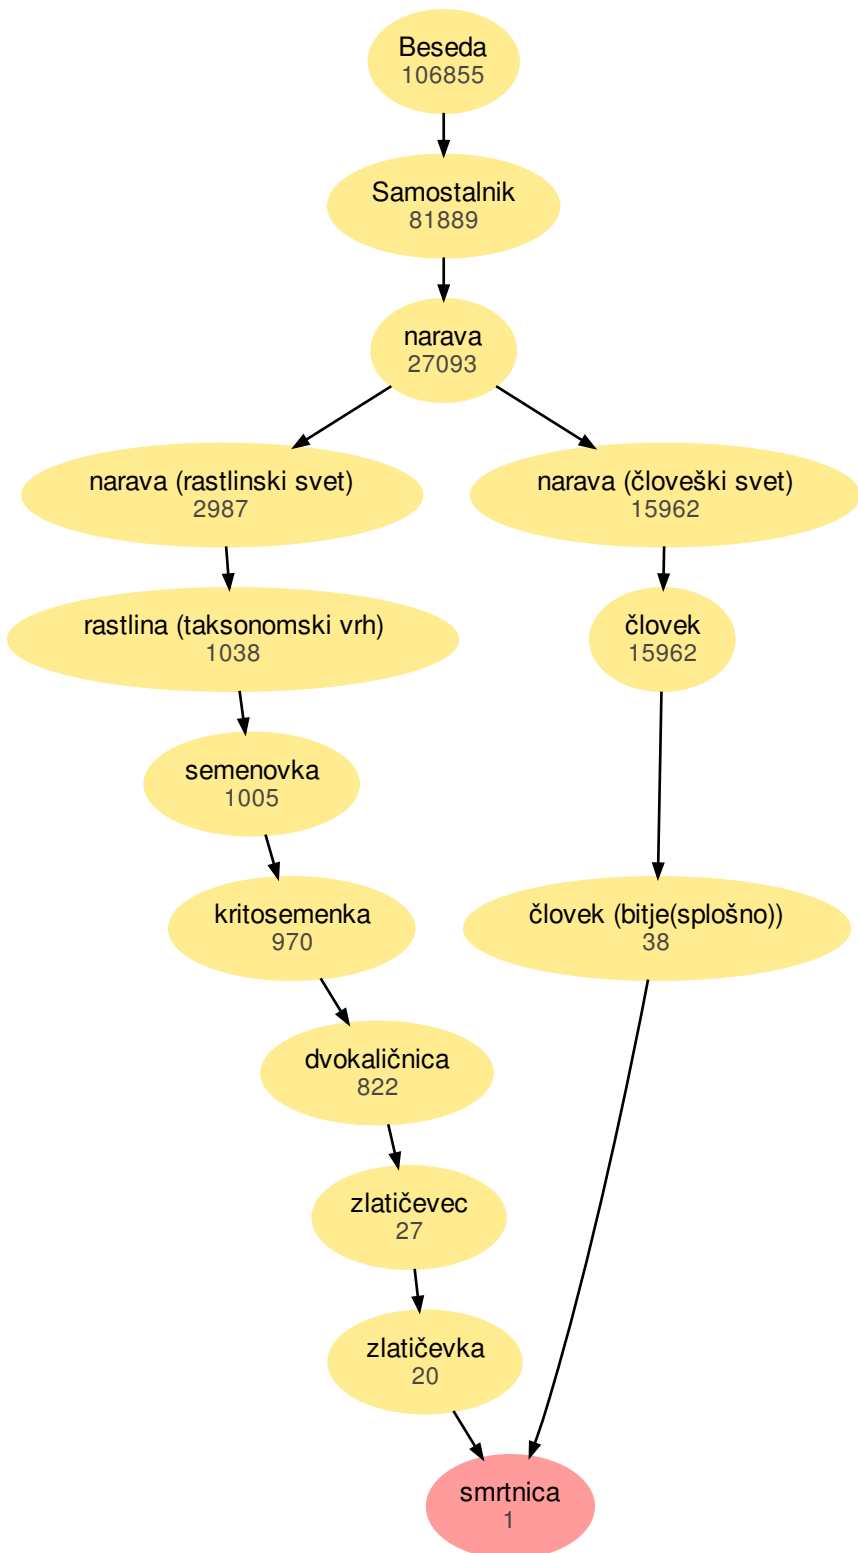 Beseda
106855
Samostalnik
81889
narava
27093
narava (rastlinski svet)
2987
narava (človeški svet)
15962
rastlina (taksonomski vrh)
1038
človek
15962
semenovka
1005
kritosemenka
970
človek (bitje(splošno))
38
dvokaličnica
822
zlatičevec
27
zlatičevka
20
smrtnica
1